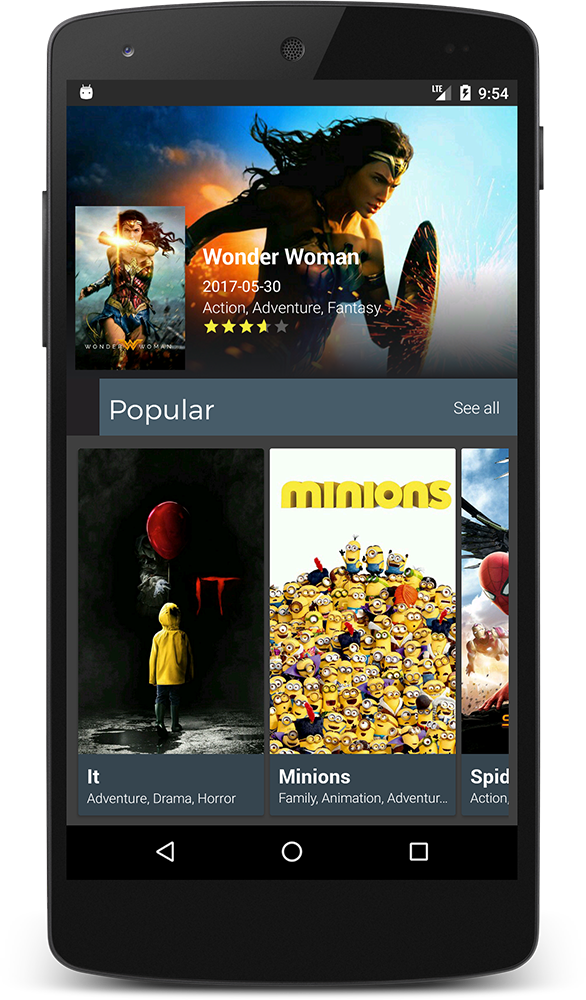 LTE 9:54
WONDER WOMAN
Wonder Woman
2017-05-30
Action, Adventure, Fantasy
Popular
See all
IT
minions
It
Adventure, Drama, Horror
Minions
Family, Animation, Adventur...
Spid
Action,